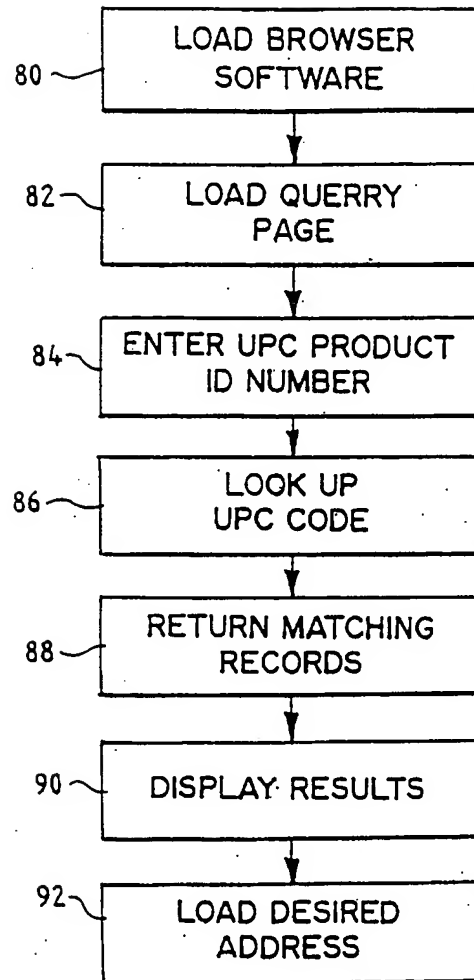 80
LOAD BROWSER
SOFTWARE
82
LOAD QUERRY
PAGE
84
ENTER UPC PRODUCT
ID NUMBER
86
LOOK UP
UPC CODE
88
RETURN MATCHING
RECORDS
90
DISPLAY RESULTS
92
LOAD DESIRED
ADDRESS